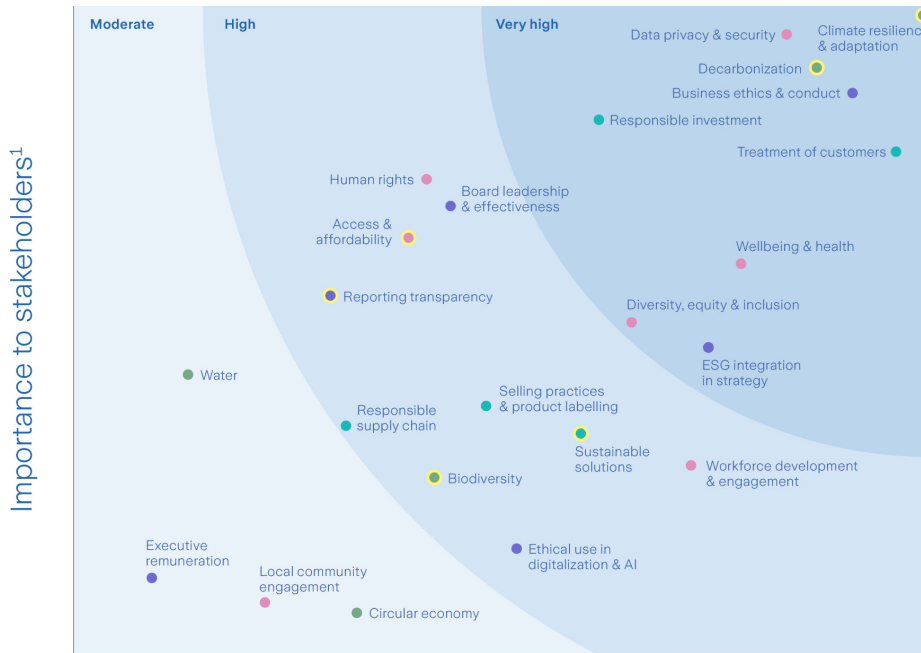 Moderate
High
Very high
Importance to stakeholders¹
Data privacy & security
Climate resilienc
& adaptation
Decarbonization
Business ethics & conduct
Responsible investment
Treatment of customers
Human rights
Board leadership
& effectiveness
Access &
affordability
Wellbeing & health
Reporting transparency
Diversity, equity & inclusion
ESG integration
in strategy
Water
Selling practices
& product labelling
Responsible
supply chain
Sustainable
solutions
Workforce development
& engagement
Biodiversity
Executive
remuneration
Ethical use in
digitalization & AI
Local community
engagement
Circular economy